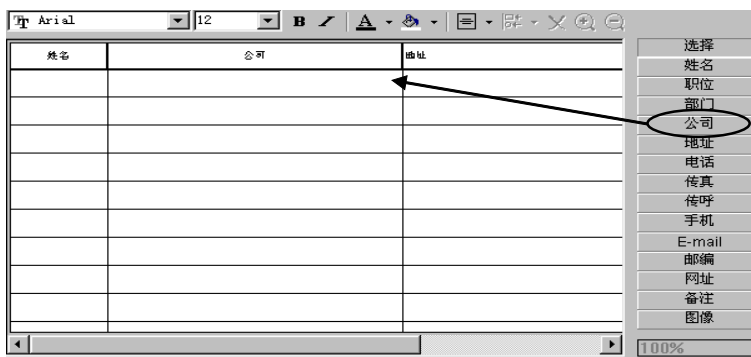 Arial 12 B I A
姓名 公司 地址
选择
姓名
职位
部门
公司
地址
电话
传真
传呼
手机
E-mail
邮编
网址
备注
图像
100%